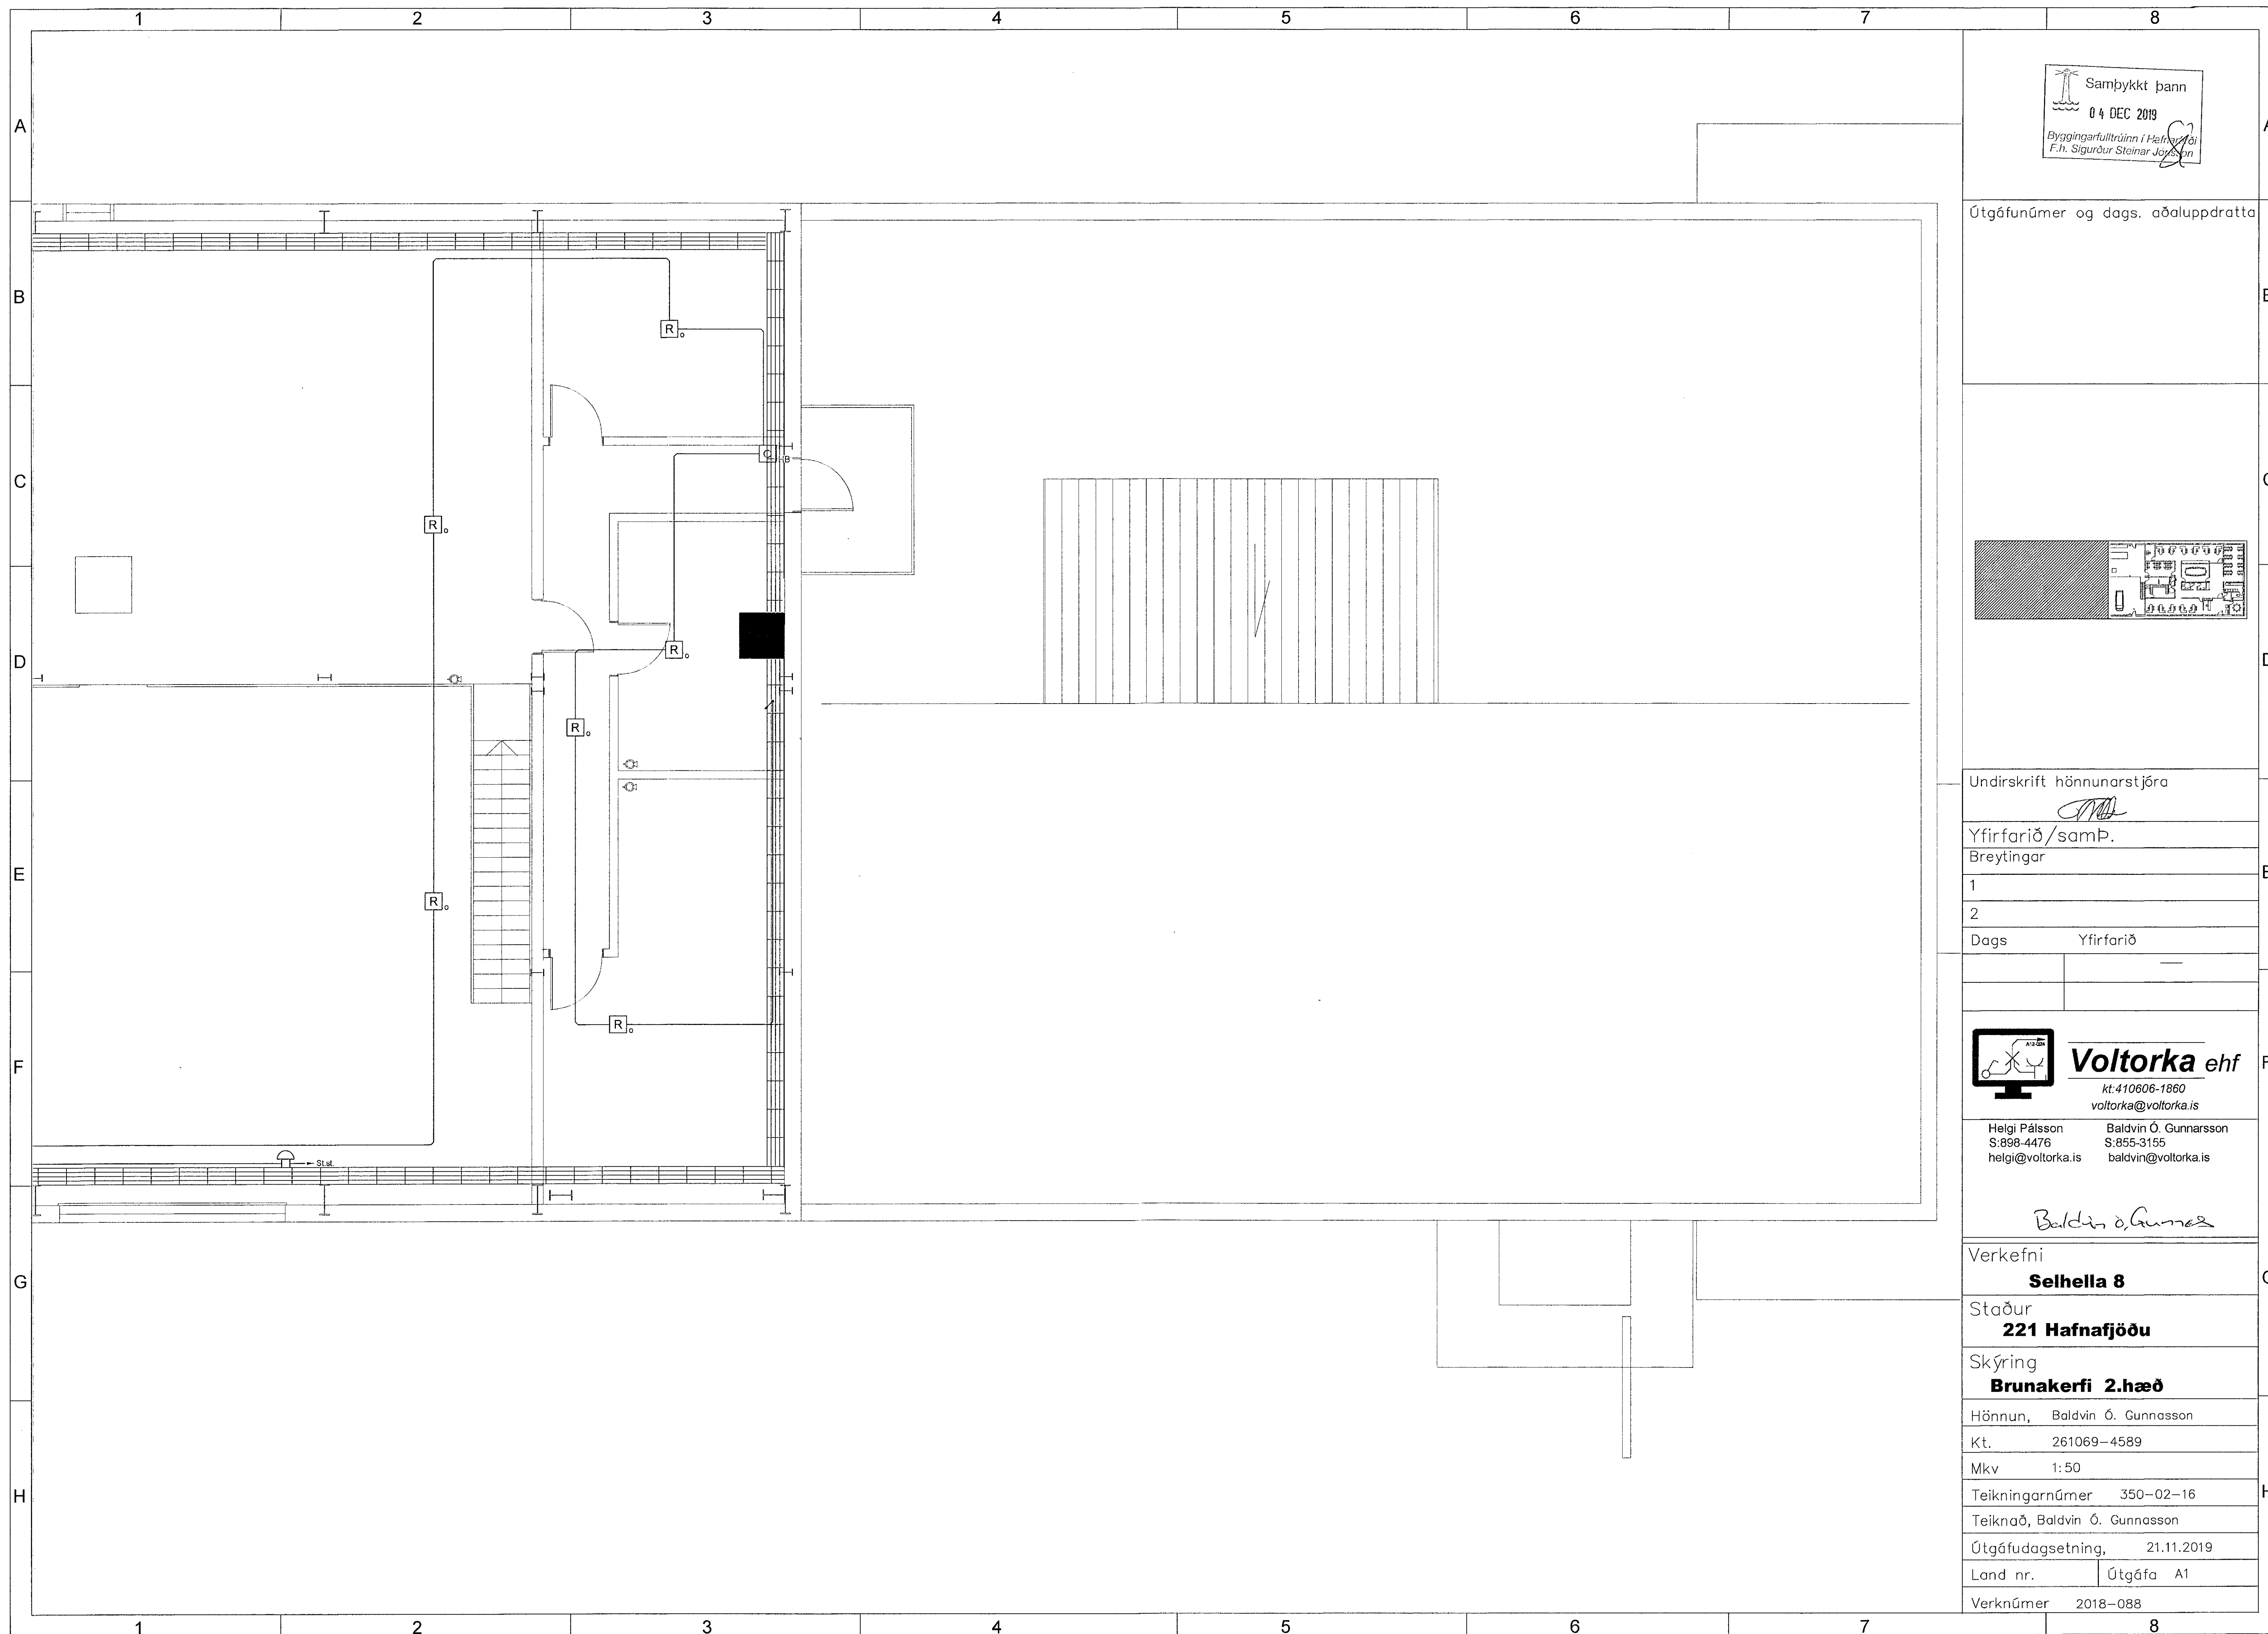 1 2 3 4 5 6 7 8
A
B
C
D
E
F
G
H
R o
R o
R o
R o
R o
R o
B
St.st.
Samþykkt þann
0 4 DEC 2019
Byggingarfulltrúinn í Hafnarfirði
F.h. Sigurður Steinar Jónsson
Útgáfunúmer og dags. aðaluppdratta
Undirskrift hönnunarstjóra
Yfirfarið/samÞ.
Breytingar
1
2
Dags Yfirfarið
Voltorka ehf
kt:410606-1860
voltorka@voltorka.is
Helgi Pálsson Baldvin Ó. Gunnarsson
S:898-4476 S:855-3155
helgi@voltorka.is baldvin@voltorka.is
Verkefni
Selhella 8
Staður
221 Hafnafjöðu
Skýring
Brunakerfi 2.hæð
Hönnun, Baldvin Ó. Gunnasson
Kt. 261069-4589
Mkv 1:50
Teikningarnúmer 350-02-16
Teiknað, Baldvin Ó. Gunnasson
Útgáfudagsetning, 21.11.2019
Land nr. Útgáfa A1
Verknúmer 2018-088
1 2 3 4 5 6 7 8